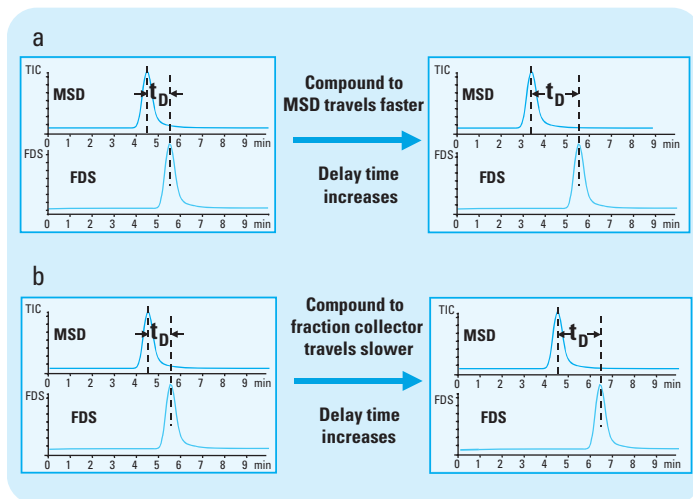 a
TIC
MSD
tD
0 1 2 3 4 5 6 7 8 9 min
FDS
FDS
0 1 2 3 4 5 6 7 8 9 min
Compound to
MSD travels faster
Delay time
increases
TIC
MSD
tD
0 1 2 3 4 5 6 7 8 9 min
FDS
FDS
0 1 2 3 4 5 6 7 8 9 min
b
TIC
MSD
tD
0 1 2 3 4 5 6 7 8 9 min
FDS
FDS
0 1 2 3 4 5 6 7 8 9 min
Compound to
fraction collector
travels slower
Delay time
increases
TIC
MSD
tD
0 1 2 3 4 5 6 7 8 9 min
FDS
FDS
0 1 2 3 4 5 6 7 8 9 min